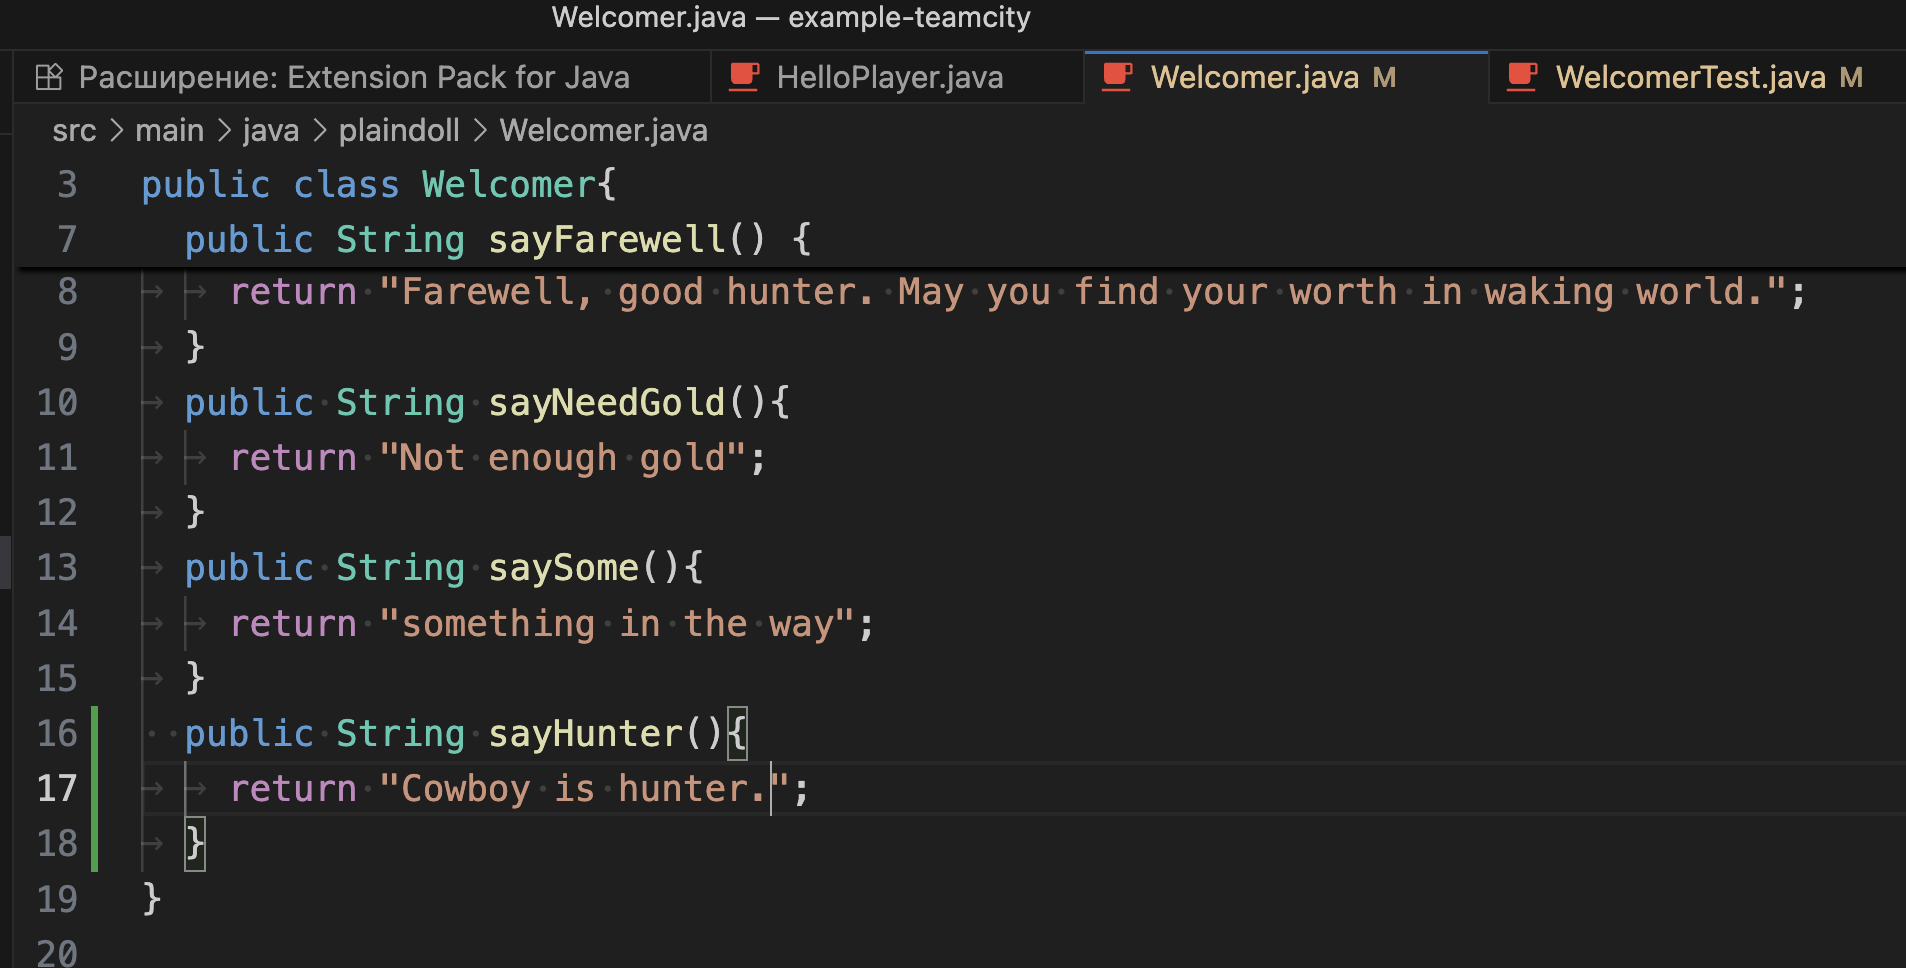 Welcomer.java — example-teamcity
Расширение: Extension Pack for Java
HelloPlayer.java
Welcomer.java M
WelcomerTest.java M
src > main > java > plaindoll > Welcomer.java
3 public class Welcomer{
7 public String sayFarewell() {
8 return "Farewell, good hunter. May you find your worth in waking world.";
9 }
10 public String sayNeedGold(){
11 return "Not enough gold";
12 }
13 public String saySome(){
14 return "something in the way";
15 }
16 public String sayHunter(){
17 return "Cowboy is hunter.";
18 }
19 }
20